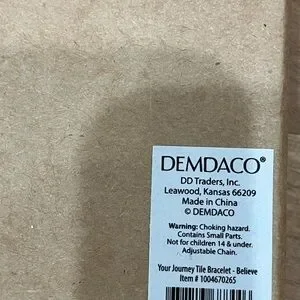 DEMDACO®
DD Traders, Inc.
Leawood, Kansas 66209
Made in China
© DEMDACO
Warning: Choking hazard.
Contains Small Parts.
Not for children 14 & under.
Adjustable Chain.
Your Journey Tile Bracelet - Believe
Item # 1004670265